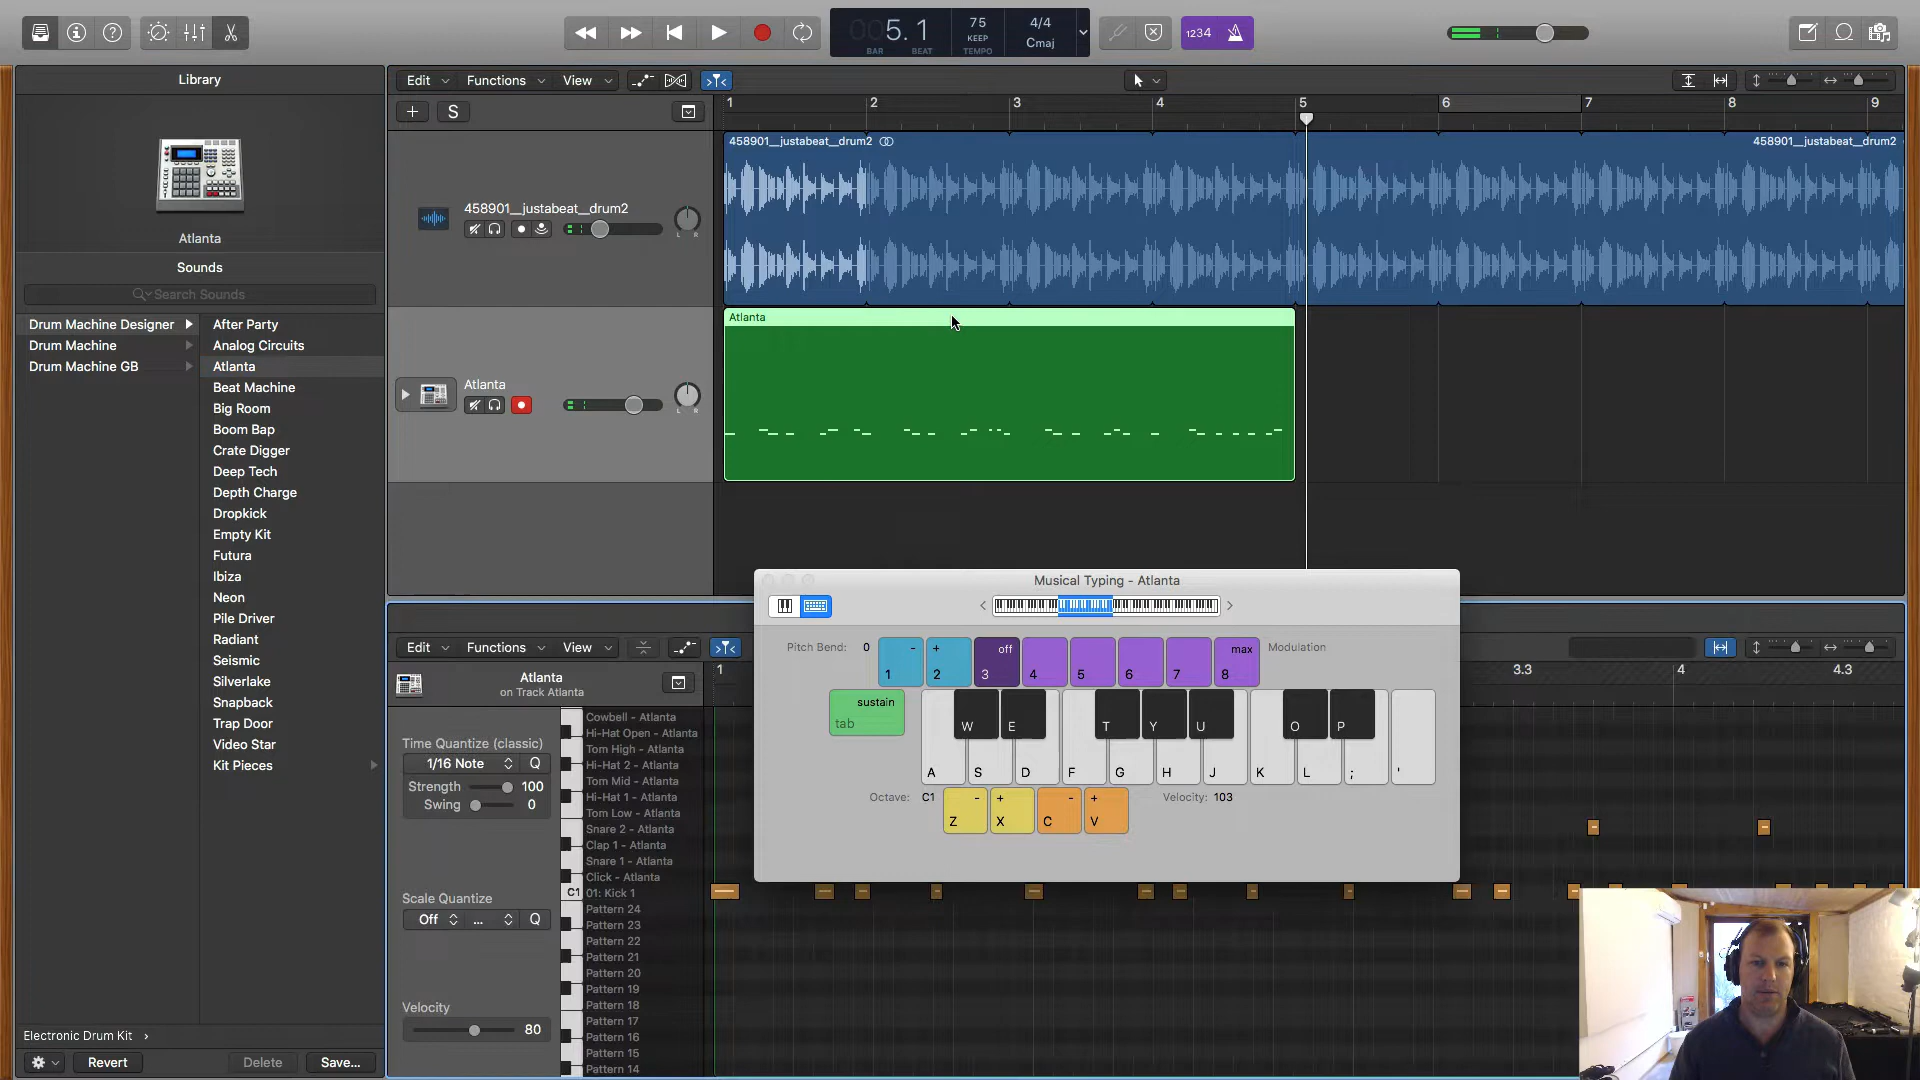 005. 1
BAR
BEAT
75
KEEP
TEMPO
4/4
Cmaj
1234
Library
Edit
Functions
View
S
1
2
3
4
5
6
7
8
9
458901__justabeat__drum2
458901__justabeat__drum2
458901__justabeat__drum2
L R
Atlanta
Sounds
Search Sounds
Drum Machine Designer
Drum Machine
Drum Machine GB
After Party
Analog Circuits
Atlanta
Beat Machine
Big Room
Boom Bap
Crate Digger
Deep Tech
Depth Charge
Dropkick
Empty Kit
Futura
Ibiza
Neon
Pile Driver
Radiant
Seismic
Silverlake
Snapback
Trap Door
Video Star
Kit Pieces
Electronic Drum Kit
Revert
Delete
Save...
Atlanta
L R
Atlanta
Musical Typing - Atlanta
Pitch Bend: 0
-
1
+
2
off
3
4
5
6
7
max
8
Modulation
sustain
tab
W
E
T
Y
U
O
P
A
S
D
F
G
H
J
K
L
;
'
Octave: C1
-
Z
+
X
-
C
+
V
Velocity: 103
Edit
Functions
View
1
3.3
4
4.3
Atlanta
on Track Atlanta
Time Quantize (classic)
1/16 Note
Q
Strength 100
Swing 0
Scale Quantize
Off
...
Q
Velocity
80
Cowbell - Atlanta
Hi-Hat Open - Atlanta
Tom High - Atlanta
Hi-Hat 2 - Atlanta
Tom Mid - Atlanta
Hi-Hat 1 - Atlanta
Tom Low - Atlanta
Snare 2 - Atlanta
Clap 1 - Atlanta
Snare 1 - Atlanta
Click - Atlanta
C1 01: Kick 1
Pattern 24
Pattern 23
Pattern 22
Pattern 21
Pattern 20
Pattern 19
Pattern 18
Pattern 17
Pattern 16
Pattern 15
Pattern 14